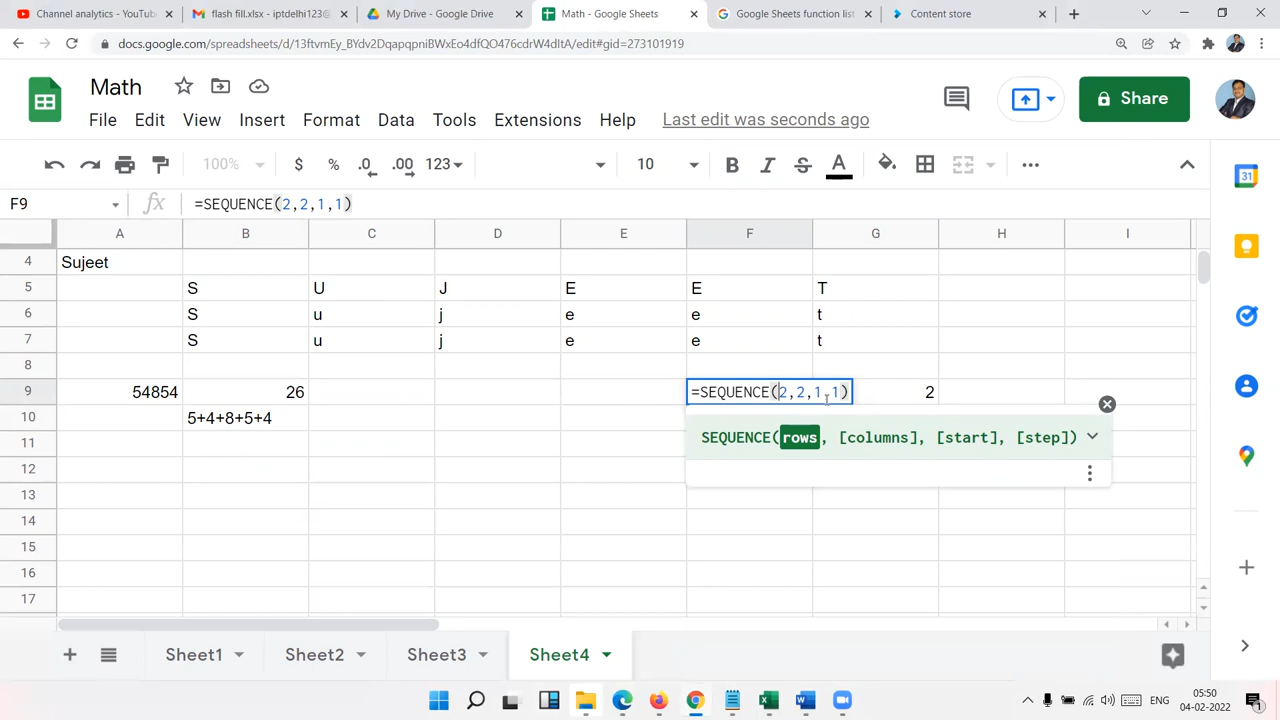 Channel analytics - YouTub
flash fill.xlsx - iptdelhi123@
My Drive - Google Drive
Math - Google Sheets
Google Sheets function list
Content store
docs.google.com/spreadsheets/d/13ftvmEy_BYdv2DqapqpniBWxEo4dfQO476cdrW4dItA/edit#gid=273101919
Math
File Edit View Insert Format Data Tools Extensions Help Last edit was seconds ago
Share
100% $ % .0 .00 123 10 B I S A
31
F9 fx =SEQUENCE(2,2,1,1)
A B C D E F G H I
4 Sujeet
5 S U J E E T
6 S u j e e t
7 S u j e e t
8
9 54854 26 =SEQUENCE(2,2,1,1) 2
10 5+4+8+5+4
SEQUENCE(rows, [columns], [start], [step])
11
12
13
14
15
16
17
Sheet1 Sheet2 Sheet3 Sheet4
ENG
05:50
04-02-2022
1